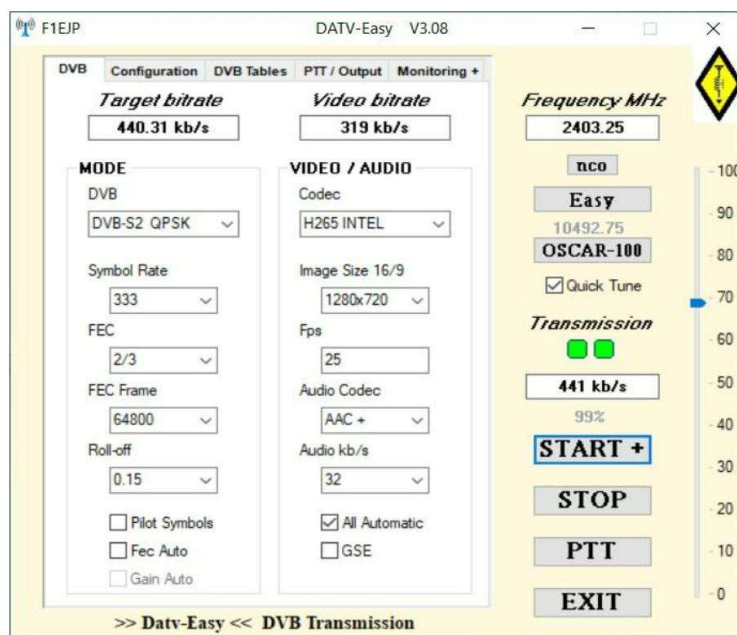 F1EJP DATV-Easy V3.08
DVB Configuration DVB Tables PTT / Output Monitoring +
Target bitrate Video bitrate
440.31 kb/s 319 kb/s
MODE
DVB
DVB-S2 QPSK
Symbol Rate
333
FEC
2/3
FEC Frame
64800
Roll-off
0.15
Pilot Symbols
Fec Auto
Gain Auto
VIDEO / AUDIO
Codec
H265 INTEL
Image Size 16/9
1280x720
Fps
25
Audio Codec
AAC +
Audio kb/s
32
All Automatic
GSE
Frequency MHz
2403.25
nco
Easy
10492.75
OSCAR-100
Quick Tune
Transmission
441 kb/s
99%
START +
STOP
PTT
EXIT
100
90
80
70
60
50
40
30
20
10
0
>> Datv-Easy << DVB Transmission